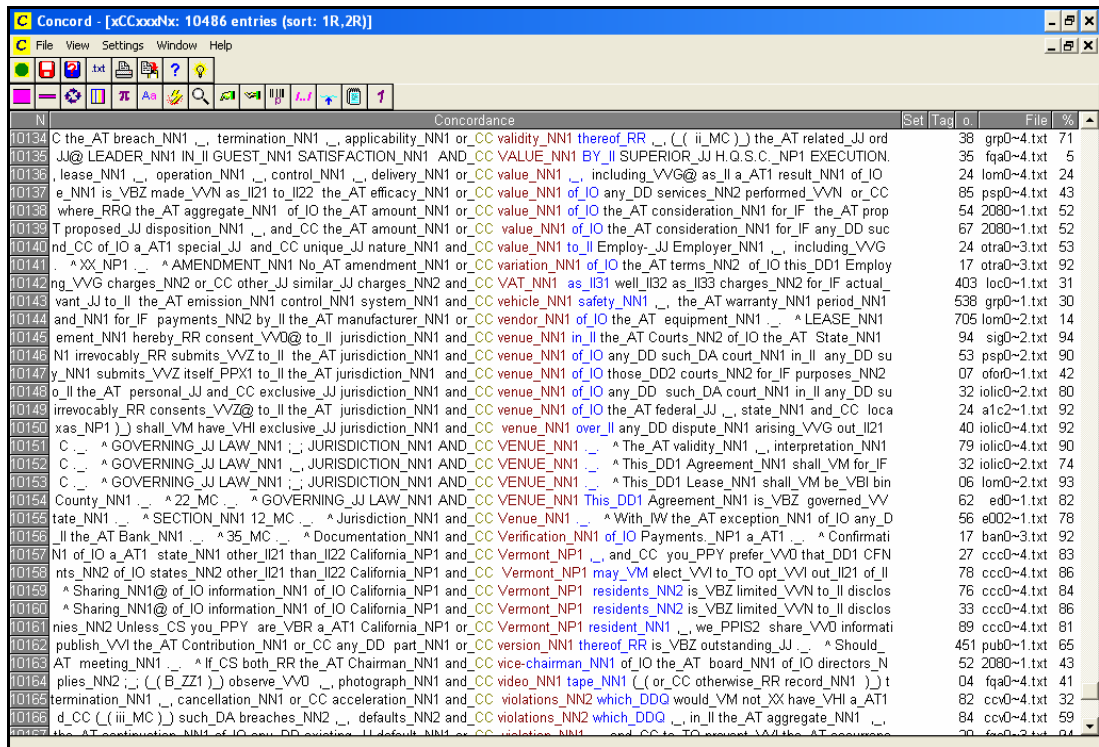 Concord - [xCCxxxNx: 10486 entries (sort: 1R,2R)]
File View Settings Window Help
.txt ? ?
π Aa 1
N Concordance Set Tag o. File %
10134 C the_AT breach_NN1 ,_, termination_NN1 ,_, applicability_NN1 or_CC validity_NN1 thereof_RR ,_, (_( ii_MC )_) the_AT related_JJ ord 38 grp0~4.txt 71
10135 JJ@ LEADER_NN1 IN_II GUEST_NN1 SATISFACTION_NN1 AND_CC VALUE_NN1 BY_II SUPERIOR_JJ H.Q.S.C._NP1 EXECUTION. 35 fqa0~4.txt 5
10136 , lease_NN1 ,_, operation_NN1 ,_, control_NN1 ,_, delivery_NN1 or_CC value_NN1 ,_, including_VVG@ as_II a_AT1 result_NN1 of_IO 24 lom0~4.txt 24
10137 e_NN1 is_VBZ made_VVN as_II21 to_II22 the_AT efficacy_NN1 or_CC value_NN1 of_IO any_DD services_NN2 performed_VVN or_CC 85 psp0~4.txt 43
10138 where_RRQ the_AT aggregate_NN1 of_IO the_AT amount_NN1 or_CC value_NN1 of_IO the_AT consideration_NN1 for_IF the_AT prop 54 2080~1.txt 52
10139 T proposed_JJ disposition_NN1 ,_, and_CC the_AT amount_NN1 or_CC value_NN1 of_IO the_AT consideration_NN1 for_IF any_DD suc 67 2080~1.txt 52
10140 nd_CC of_IO a_AT1 special_JJ and_CC unique_JJ nature_NN1 and_CC value_NN1 to_II Employ-_JJ Employer_NN1 ,_, including_VVG 24 otra0~3.txt 53
10141 . ^XX_NP1 ._. ^AMENDMENT_NN1 No_AT amendment_NN1 or_CC variation_NN1 of_IO the_AT terms_NN2 of_IO this_DD1 Employ 17 otra0~3.txt 92
10142 ng_VVG charges_NN2 or_CC other_JJ similar_JJ charges_NN2 and_CC VAT_NN1 as_II31 well_II32 as_II33 charges_NN2 for_IF actual_ 403 loc0~1.txt 31
10143 vant_JJ to_II the_AT emission_NN1 control_NN1 system_NN1 and_CC vehicle_NN1 safety_NN1 ,_, the_AT warranty_NN1 period_NN1 538 grp0~1.txt 30
10144 and_NN1 for_IF payments_NN2 by_II the_AT manufacturer_NN1 or_CC vendor_NN1 of_IO the_AT equipment_NN1 ._. ^LEASE_NN1 705 lom0~2.txt 14
10145 ement_NN1 hereby_RR consent_VV0@ to_II jurisdiction_NN1 and_CC venue_NN1 in_II the_AT Courts_NN2 of_IO the_AT State_NN1 94 sig0~2.txt 94
10146 N1 irrevocably_RR submits_VVZ to_II the_AT jurisdiction_NN1 and_CC venue_NN1 of_IO any_DD such_DA court_NN1 in_II any_DD su 53 psp0~2.txt 90
10147 y_NN1 submits_VVZ itself_PPX1 to_II the_AT jurisdiction_NN1 and_CC venue_NN1 of_IO those_DD2 courts_NN2 for_IF purposes_NN2 07 ofor0~1.txt 42
10148 o_II the_AT personal_JJ and_CC exclusive_JJ jurisdiction_NN1 and_CC venue_NN1 of_IO any_DD such_DA court_NN1 in_II any_DD su 32 iolic0~2.txt 80
10149 irrevocably_RR consents_VVZ@ to_II the_AT jurisdiction_NN1 and_CC venue_NN1 of_IO the_AT federal_JJ ,_, state_NN1 and_CC loca 24 a1c2~1.txt 92
10150 xas_NP1 )_) shall_VM have_VHI exclusive_JJ jurisdiction_NN1 and_CC venue_NN1 over_II any_DD dispute_NN1 arising_VVG out_II21 40 iolic0~4.txt 92
10151 C ._. ^GOVERNING_JJ LAW_NN1 ;_; JURISDICTION_NN1 AND_CC VENUE_NN1 ._. ^The_AT validity_NN1 ,_, interpretation_NN1 79 iolic0~4.txt 90
10152 C ._. ^GOVERNING_JJ LAW_NN1 ,_, JURISDICTION_NN1 AND_CC VENUE_NN1 ._. ^This_DD1 Agreement_NN1 shall_VM for_IF 32 iolic0~2.txt 74
10153 C ._. ^GOVERNING_JJ LAW_NN1 ,_, JURISDICTION_NN1 AND_CC VENUE_NN1 ._. ^This_DD1 Lease_NN1 shall_VM be_VBI bin 06 lom0~2.txt 93
10154 County_NN1 ._. ^22_MC ._. ^GOVERNING_JJ LAW_NN1 AND_CC VENUE_NN1 This_DD1 Agreement_NN1 is_VBZ governed_VV 62 ed0~1.txt 82
10155 tate_NN1 ._. ^SECTION_NN1 12_MC ._. ^Jurisdiction_NN1 and_CC Venue_NN1 ._. ^With_IW the_AT exception_NN1 of_IO any_D 56 e002~1.txt 78
10156 _II the_AT Bank_NN1 ._. ^35_MC ._. ^Documentation_NN1 and_CC Verification_NN1 of_IO Payments._NP1 a_AT1 ._. ^Confirmati 17 ban0~3.txt 92
10157 N1 of_IO a_AT1 state_NN1 other_II21 than_II22 California_NP1 and_CC Vermont_NP1 ,_, and_CC you_PPY prefer_VV0 that_DD1 CFN 27 ccc0~4.txt 83
10158 nts_NN2 of_IO states_NN2 other_II21 than_II22 California_NP1 and_CC Vermont_NP1 may_VM elect_VVI to_TO opt_VVI out_II21 of_II 78 ccc0~4.txt 86
10159 ^Sharing_NN1@ of_IO information_NN1 of_IO California_NP1 and_CC Vermont_NP1 residents_NN2 is_VBZ limited_VVN to_II disclos 76 ccc0~4.txt 84
10160 ^Sharing_NN1@ of_IO information_NN1 of_IO California_NP1 and_CC Vermont_NP1 residents_NN2 is_VBZ limited_VVN to_II disclos 33 ccc0~4.txt 86
10161 nies_NN2 Unless_CS you_PPY are_VBR a_AT1 California_NP1 or_CC Vermont_NP1 resident_NN1 ,_, we_PPIS2 share_VV0 informati 89 ccc0~4.txt 81
10162 publish_VVI the_AT Contribution_NN1 or_CC any_DD part_NN1 or_CC version_NN1 thereof_RR is_VBZ outstanding_JJ ._. ^Should_ 451 pub0~1.txt 65
10163 AT meeting_NN1 ._. ^If_CS both_RR the_AT Chairman_NN1 and_CC vice-chairman_NN1 of_IO the_AT board_NN1 of_IO directors_N 52 2080~1.txt 43
10164 plies_NN2 ;_; (_( B_ZZ1 )_) observe_VV0 ,_, photograph_NN1 and_CC video_NN1 tape_NN1 (_( or_CC otherwise_RR record_NN1 )_) t 04 fqa0~4.txt 41
10165 termination_NN1 ,_, cancellation_NN1 or_CC acceleration_NN1 and_CC violations_NN2 which_DDQ would_VM not_XX have_VHI a_AT1 82 ccv0~4.txt 32
10166 d_CC (_( iii_MC )_) such_DA breaches_NN2 ,_, defaults_NN2 and_CC violations_NN2 which_DDQ ,_, in_II the_AT aggregate_NN1 ,_, 84 ccv0~4.txt 59